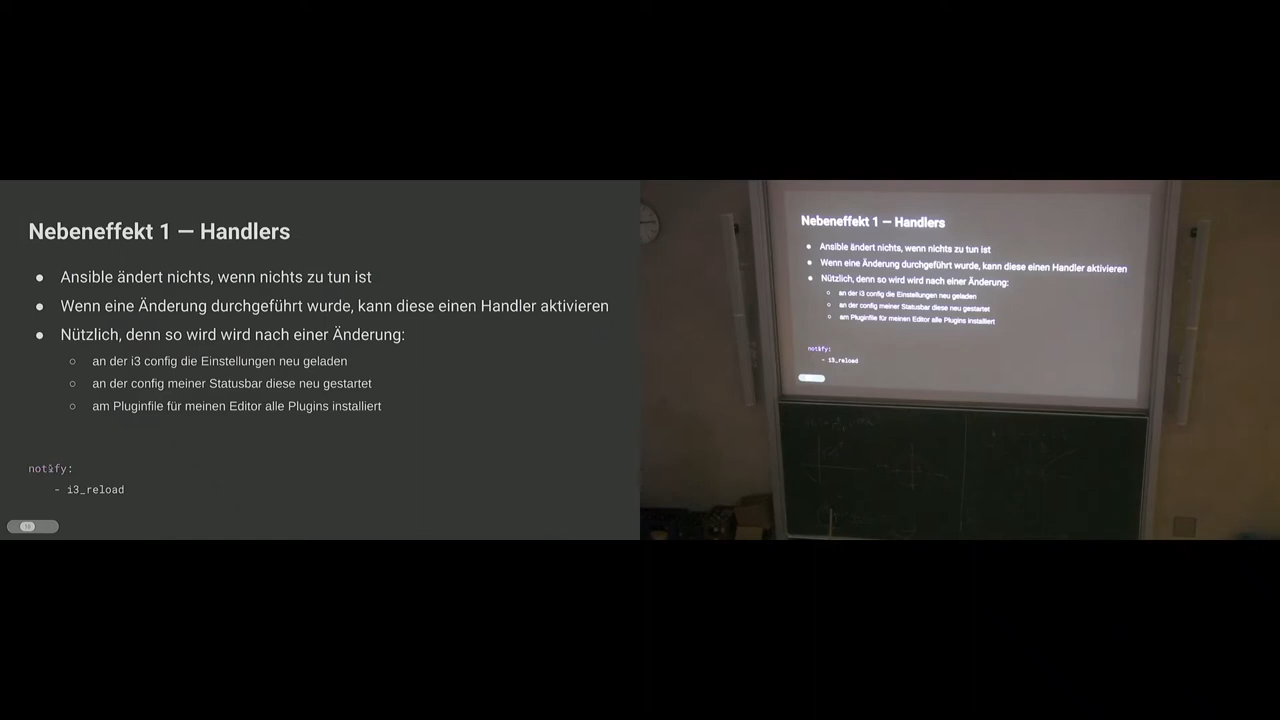 Nebeneffekt 1 — Handlers
● Ansible ändert nichts, wenn nichts zu tun ist
● Wenn eine Änderung durchgeführt wurde, kann diese einen Handler aktivieren
● Nützlich, denn so wird wird nach einer Änderung:
○ an der i3 config die Einstellungen neu geladen
○ an der config meiner Statusbar diese neu gestartet
○ am Pluginfile für meinen Editor alle Plugins installiert
notify:
- i3_reload
18
Nebeneffekt 1 — Handlers
● Ansible ändert nichts, wenn nichts zu tun ist
● Wenn eine Änderung durchgeführt wurde, kann diese einen Handler aktivieren
● Nützlich, denn so wird wird nach einer Änderung:
○ an der i3 config die Einstellungen neu geladen
○ an der config meiner Statusbar diese neu gestartet
○ am Pluginfile für meinen Editor alle Plugins installiert
notify:
- i3_reload